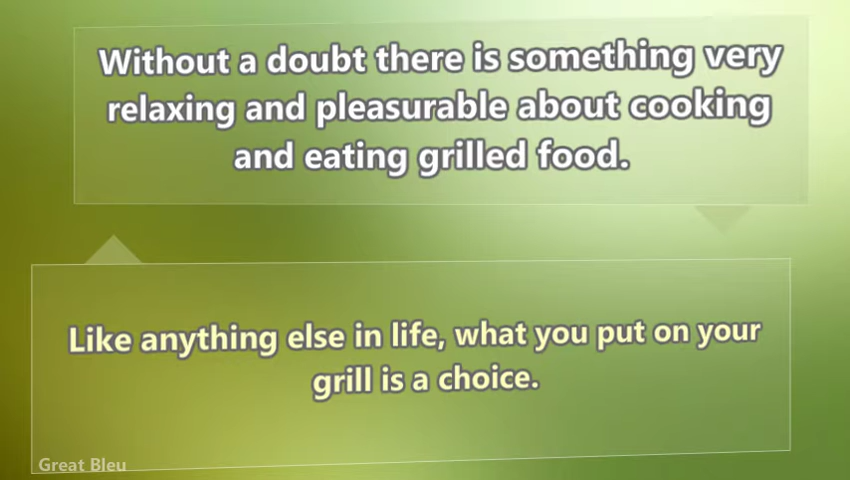 Without a doubt there is something very
relaxing and pleasurable about cooking
and eating grilled food.
Like anything else in life, what you put on your
grill is a choice.
Great Bleu